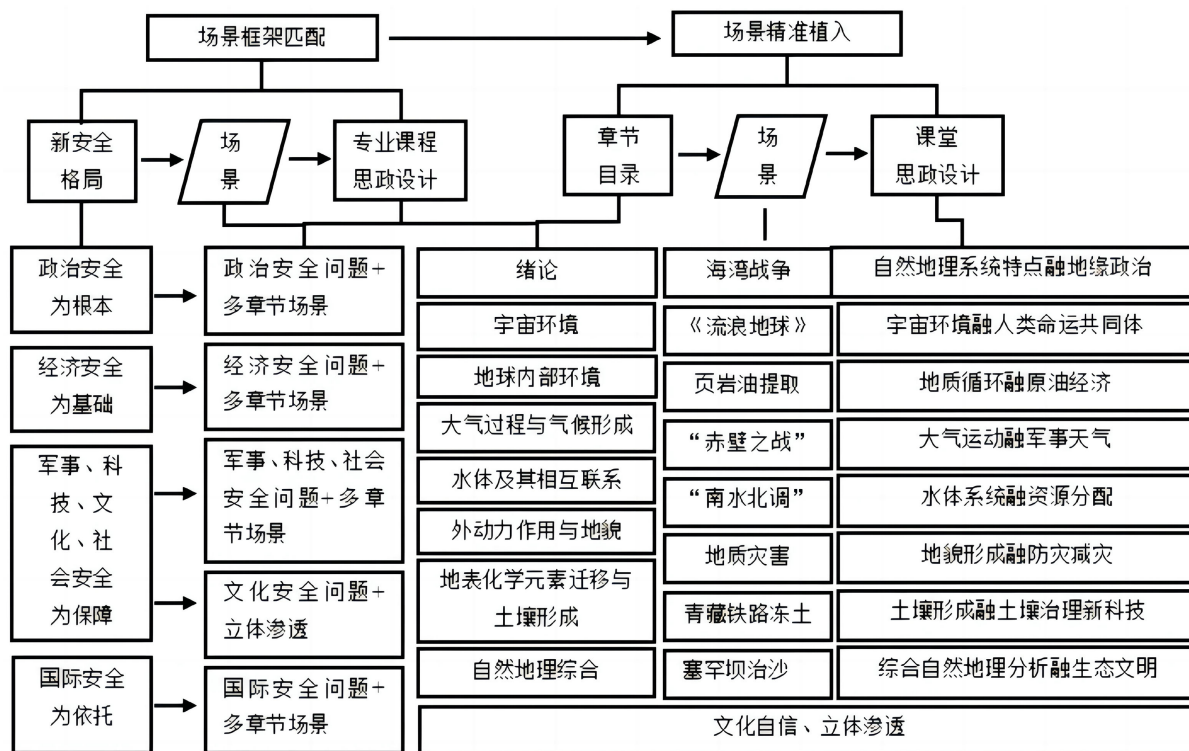 场景框架匹配
场景精准植入
新安全
格局
场
景
专业课程
思政设计
章节
目录
场
景
课堂
思政设计
政治安全
为根本
政治安全问题+
多章节场景
经济安全
为基础
经济安全问题+
多章节场景
军事、科
技、文
化、社
会安全
为保障
军事、科技、社会
安全问题+多章
节场景
文化安全问题+
立体渗透
国际安全
为依托
国际安全问题+
多章节场景
绪论
海湾战争
自然地理系统特点融地缘政治
宇宙环境
《流浪地球》
宇宙环境融人类命运共同体
地球内部环境
页岩油提取
地质循环融原油经济
大气过程与气候形成
“赤壁之战”
大气运动融军事天气
水体及其相互联系
“南水北调”
水体系统融资源分配
外动力作用与地貌
地质灾害
地貌形成融防灾减灾
地表化学元素迁移与
土壤形成
青藏铁路冻土
土壤形成融土壤治理新科技
自然地理综合
塞罕坝治沙
综合自然地理分析融生态文明
文化自信、立体渗透